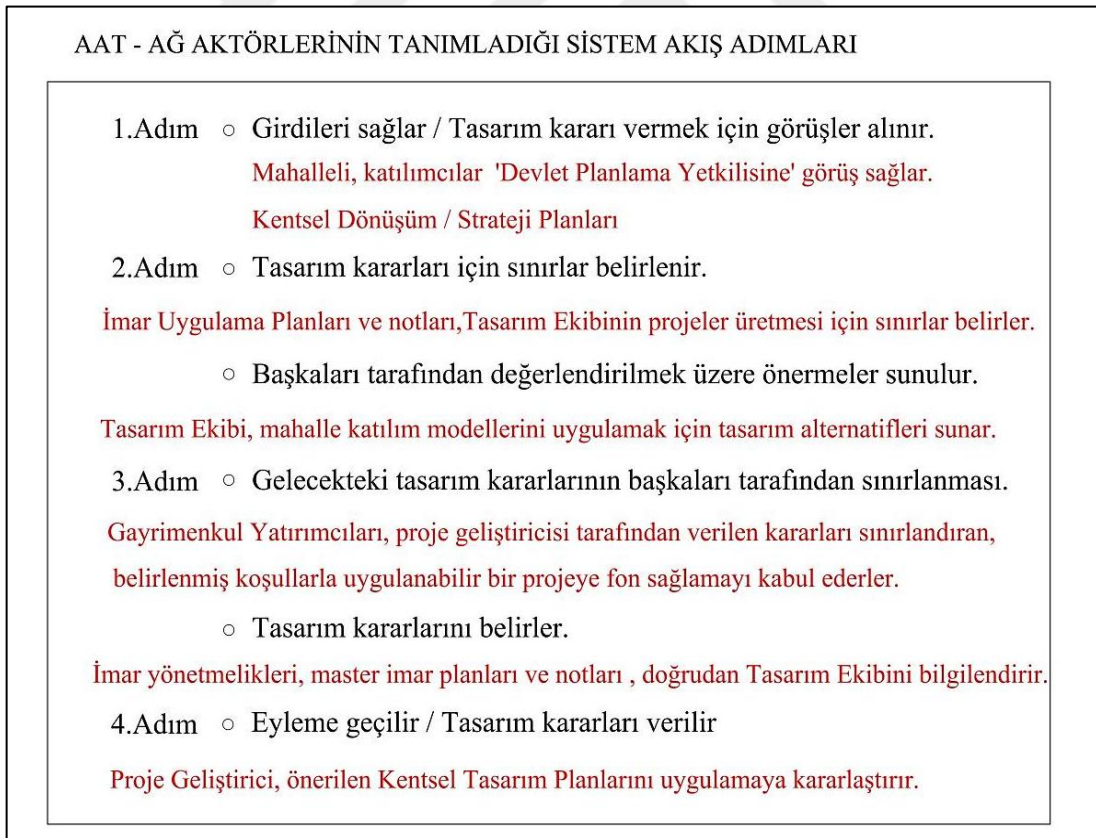 AAT - AĞ AKTÖRLERİNİN TANIMLADIĞI SİSTEM AKIŞ ADIMLARI
1.Adım ○ Girdileri sağlar / Tasarım kararı vermek için görüşler alınır.
Mahalleli, katılımcılar 'Devlet Planlama Yetkilisine' görüş sağlar.
Kentsel Dönüşüm / Strateji Planları
2.Adım ○ Tasarım kararları için sınırlar belirlenir.
İmar Uygulama Planları ve notları,Tasarım Ekibinin projeler üretmesi için sınırlar belirler.
○ Başkaları tarafından değerlendirilmek üzere önermeler sunulur.
Tasarım Ekibi, mahalle katılım modellerini uygulamak için tasarım alternatifleri sunar.
3.Adım ○ Gelecekteki tasarım kararlarının başkaları tarafından sınırlanması.
Gayrimenkul Yatırımcıları, proje geliştiricisi tarafından verilen kararları sınırlandıran,
belirlenmiş koşullarla uygulanabilir bir projeye fon sağlamayı kabul ederler.
○ Tasarım kararlarını belirler.
İmar yönetmelikleri, master imar planları ve notları , doğrudan Tasarım Ekibini bilgilendirir.
4.Adım ○ Eyleme geçilir / Tasarım kararları verilir
Proje Geliştirici, önerilen Kentsel Tasarım Planlarını uygulamaya kararlaştırır.